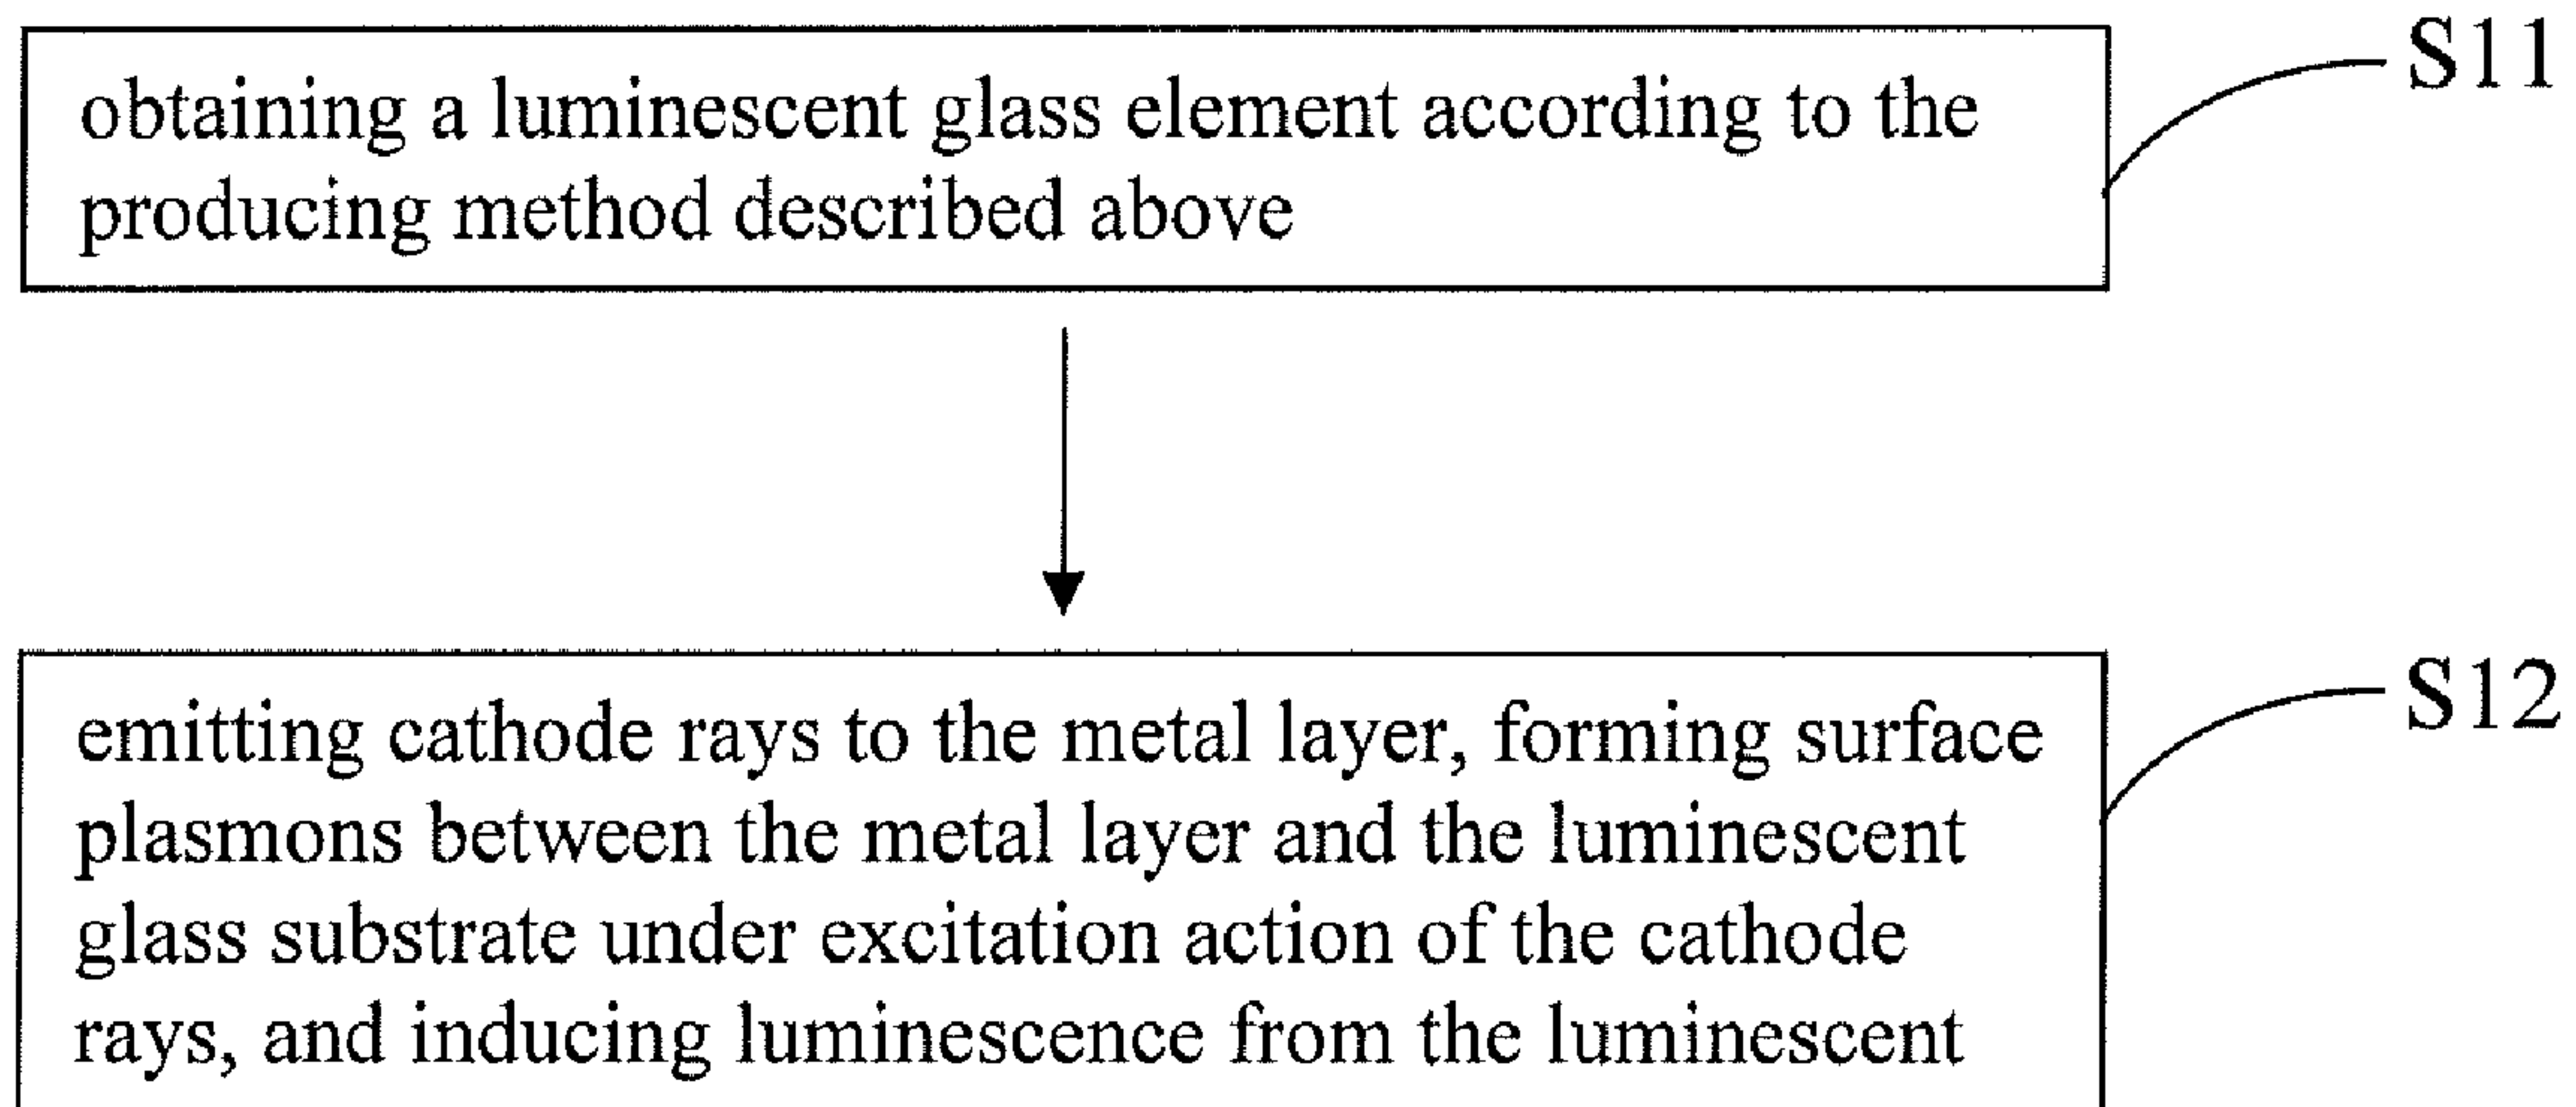 S11
obtaining a luminescent glass element according to the
producing method described above
S12
emitting cathode rays to the metal layer, forming surface
plasmons between the metal layer and the luminescent
glass substrate under excitation action of the cathode
rays, and inducing luminescence from the luminescent